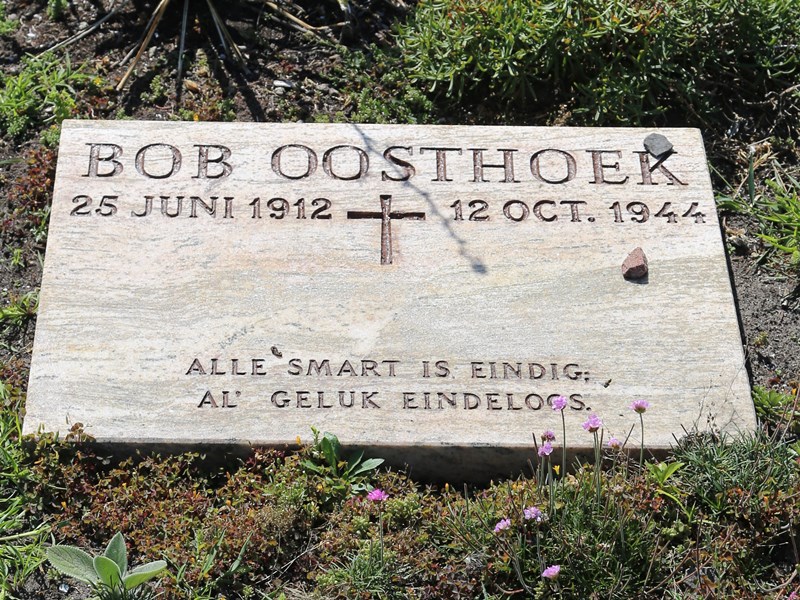 BOB OOSTHOEK
25 JUNI 1912 12 OCT. 1944
ALLE SMART IS EINDIG;
AL' GELUK EINDELOOS.